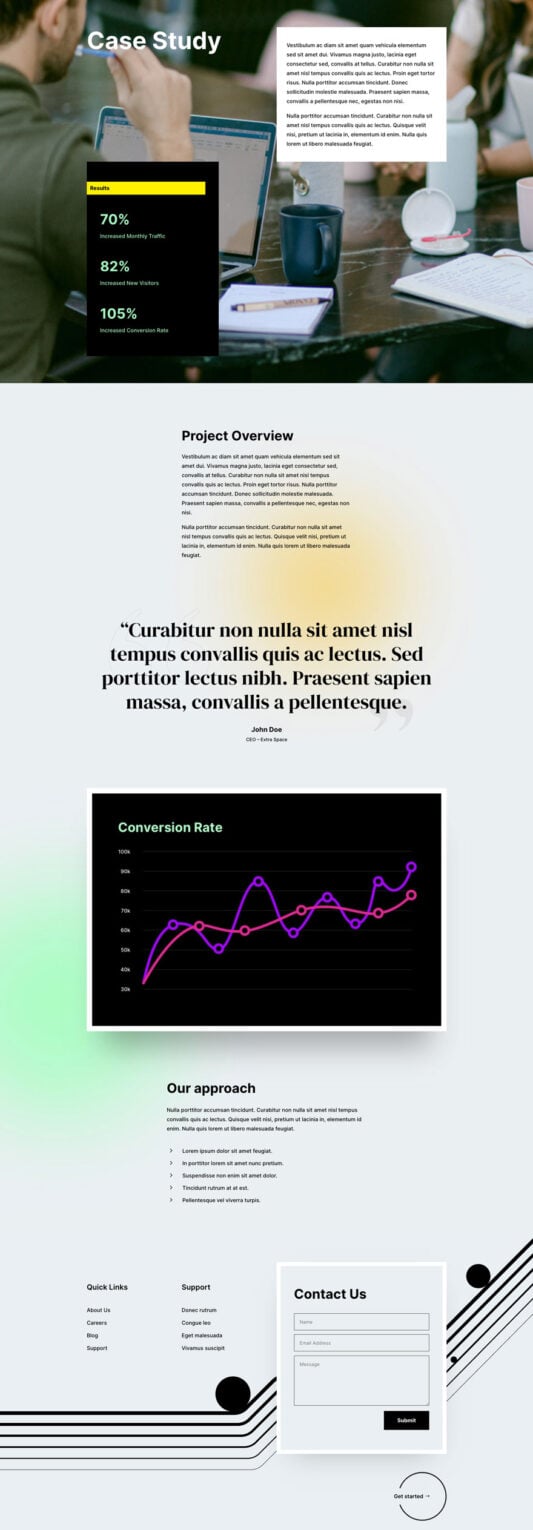 Case Study
Vestibulum ac diam sit amet quam vehicula elementum
sed sit amet dui. Vivamus magna justo, lacinia eget
consectetur sed, convallis at tellus. Curabitur non nulla sit
amet nisl tempus convallis quis ac lectus. Proin eget tortor
risus. Nulla porttitor accumsan tincidunt. Donec
sollicitudin molestie malesuada. Praesent sapien massa,
convallis a pellentesque nec, egestas non nisi.
Nulla porttitor accumsan tincidunt. Curabitur non nulla sit
amet nisl tempus convallis quis ac lectus. Quisque velit
nisi, pretium ut lacinia in, elementum id enim. Nulla quis
lorem ut libero malesuada feugiat.
Results
70%
Increased Monthly Traffic
82%
Increased New Visitors
105%
Increased Conversion Rate
Project Overview
Vestibulum ac diam sit amet quam vehicula elementum sed sit
amet dui. Vivamus magna justo, lacinia eget consectetur sed,
convallis at tellus. Curabitur non nulla sit amet nisl tempus
convallis quis ac lectus. Proin eget tortor risus. Nulla porttitor
accumsan tincidunt. Donec sollicitudin molestie malesuada.
Praesent sapien massa, convallis a pellentesque nec, egestas non
nisi.
Nulla porttitor accumsan tincidunt. Curabitur non nulla sit amet
nisl tempus convallis quis ac lectus. Quisque velit nisi, pretium ut
lacinia in, elementum id enim. Nulla quis lorem ut libero malesuada
feugiat.
“Curabitur non nulla sit amet nisl
tempus convallis quis ac lectus. Sed
porttitor lectus nibh. Praesent sapien
massa, convallis a pellentesque.
”
John Doe
CEO – Extra Space
Conversion Rate
100k
90k
80k
70k
60k
50k
40k
30k
Our approach
Nulla porttitor accumsan tincidunt. Curabitur non nulla sit amet nisl tempus
convallis quis ac lectus. Quisque velit nisi, pretium ut lacinia in, elementum id
enim. Nulla quis lorem ut libero malesuada feugiat.
Lorem ipsum dolor sit amet feugiat.
In porttitor lorem sit amet nunc pretium.
Suspendisse non enim sit amet dolor.
Tincidunt rutrum at at est.
Pellentesque vel viverra turpis.
Quick Links
About Us
Careers
Blog
Support
Support
Donec rutrum
Congue leo
Eget malesuada
Vivamus suscipit
Contact Us
Name
Email Address
Message
Submit
Get started →